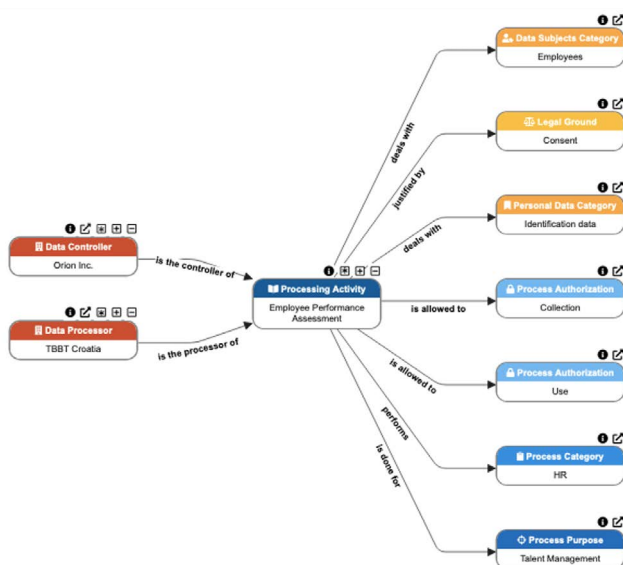 Data Subjects Category
Employees
deals with
Legal Ground
Consent
justified by
Personal Data Category
Identification data
deals with
Data Controller
Orion Inc.
is the controller of
Processing Activity
Employee Performance
Assessment
Process Authorization
Collection
is allowed to
Data Processor
TBBT Croatia
is the processor of
Process Authorization
Use
is allowed to
performs
Process Category
HR
is done for
Process Purpose
Talent Management